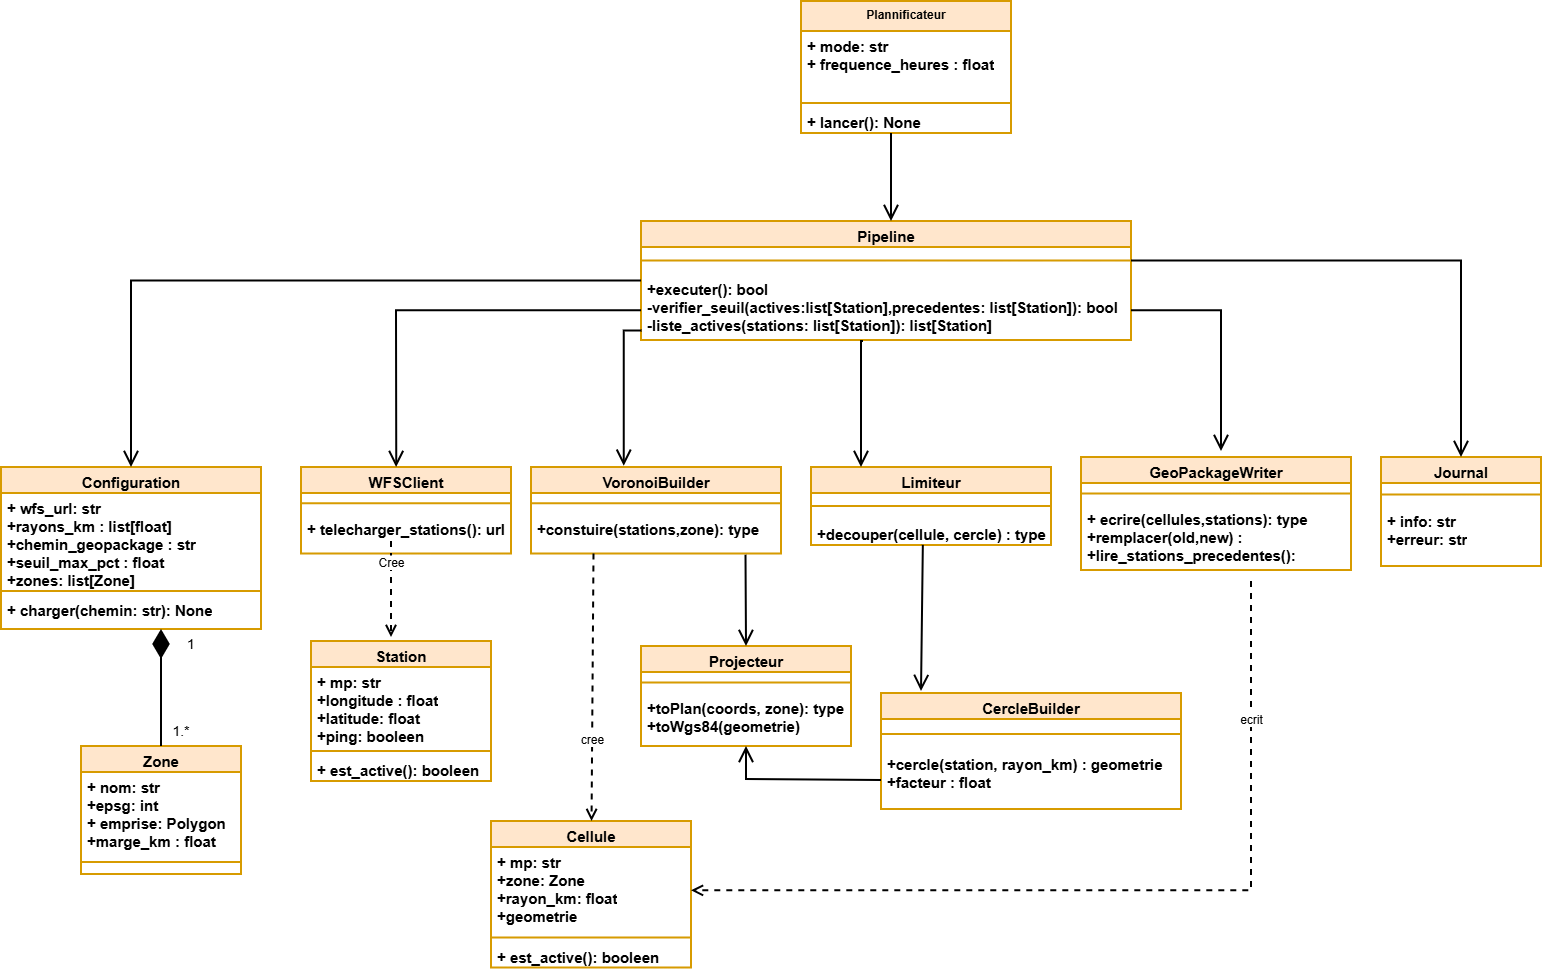 Plannificateur
+ mode: str
+ frequence_heures : float
+ lancer(): None
Pipeline
+executer(): bool
-verifier_seuil(actives:list[Station],precedentes: list[Station]): bool
-liste_actives(stations: list[Station]): list[Station]
Configuration
+ wfs_url: str
+rayons_km : list[float]
+chemin_geopackage : str
+seuil_max_pct : float
+zones: list[Zone]
+ charger(chemin: str): None
WFSClient
+ telecharger_stations(): url
VoronoiBuilder
+constuire(stations,zone): type
Limiteur
+decouper(cellule, cercle) : type
GeoPackageWriter
+ ecrire(cellules,stations): type
+remplacer(old,new) :
+lire_stations_precedentes():
Journal
+ info: str
+erreur: str
Cree
1
1.*
Station
+ mp: str
+longitude : float
+latitude: float
+ping: booleen
+ est_active(): booleen
Projecteur
+toPlan(coords, zone): type
+toWgs84(geometrie)
CercleBuilder
+cercle(station, rayon_km) : geometrie
+facteur : float
ecrit
cree
Zone
+ nom: str
+epsg: int
+ emprise: Polygon
+marge_km : float
Cellule
+ mp: str
+zone: Zone
+rayon_km: float
+geometrie
+ est_active(): booleen